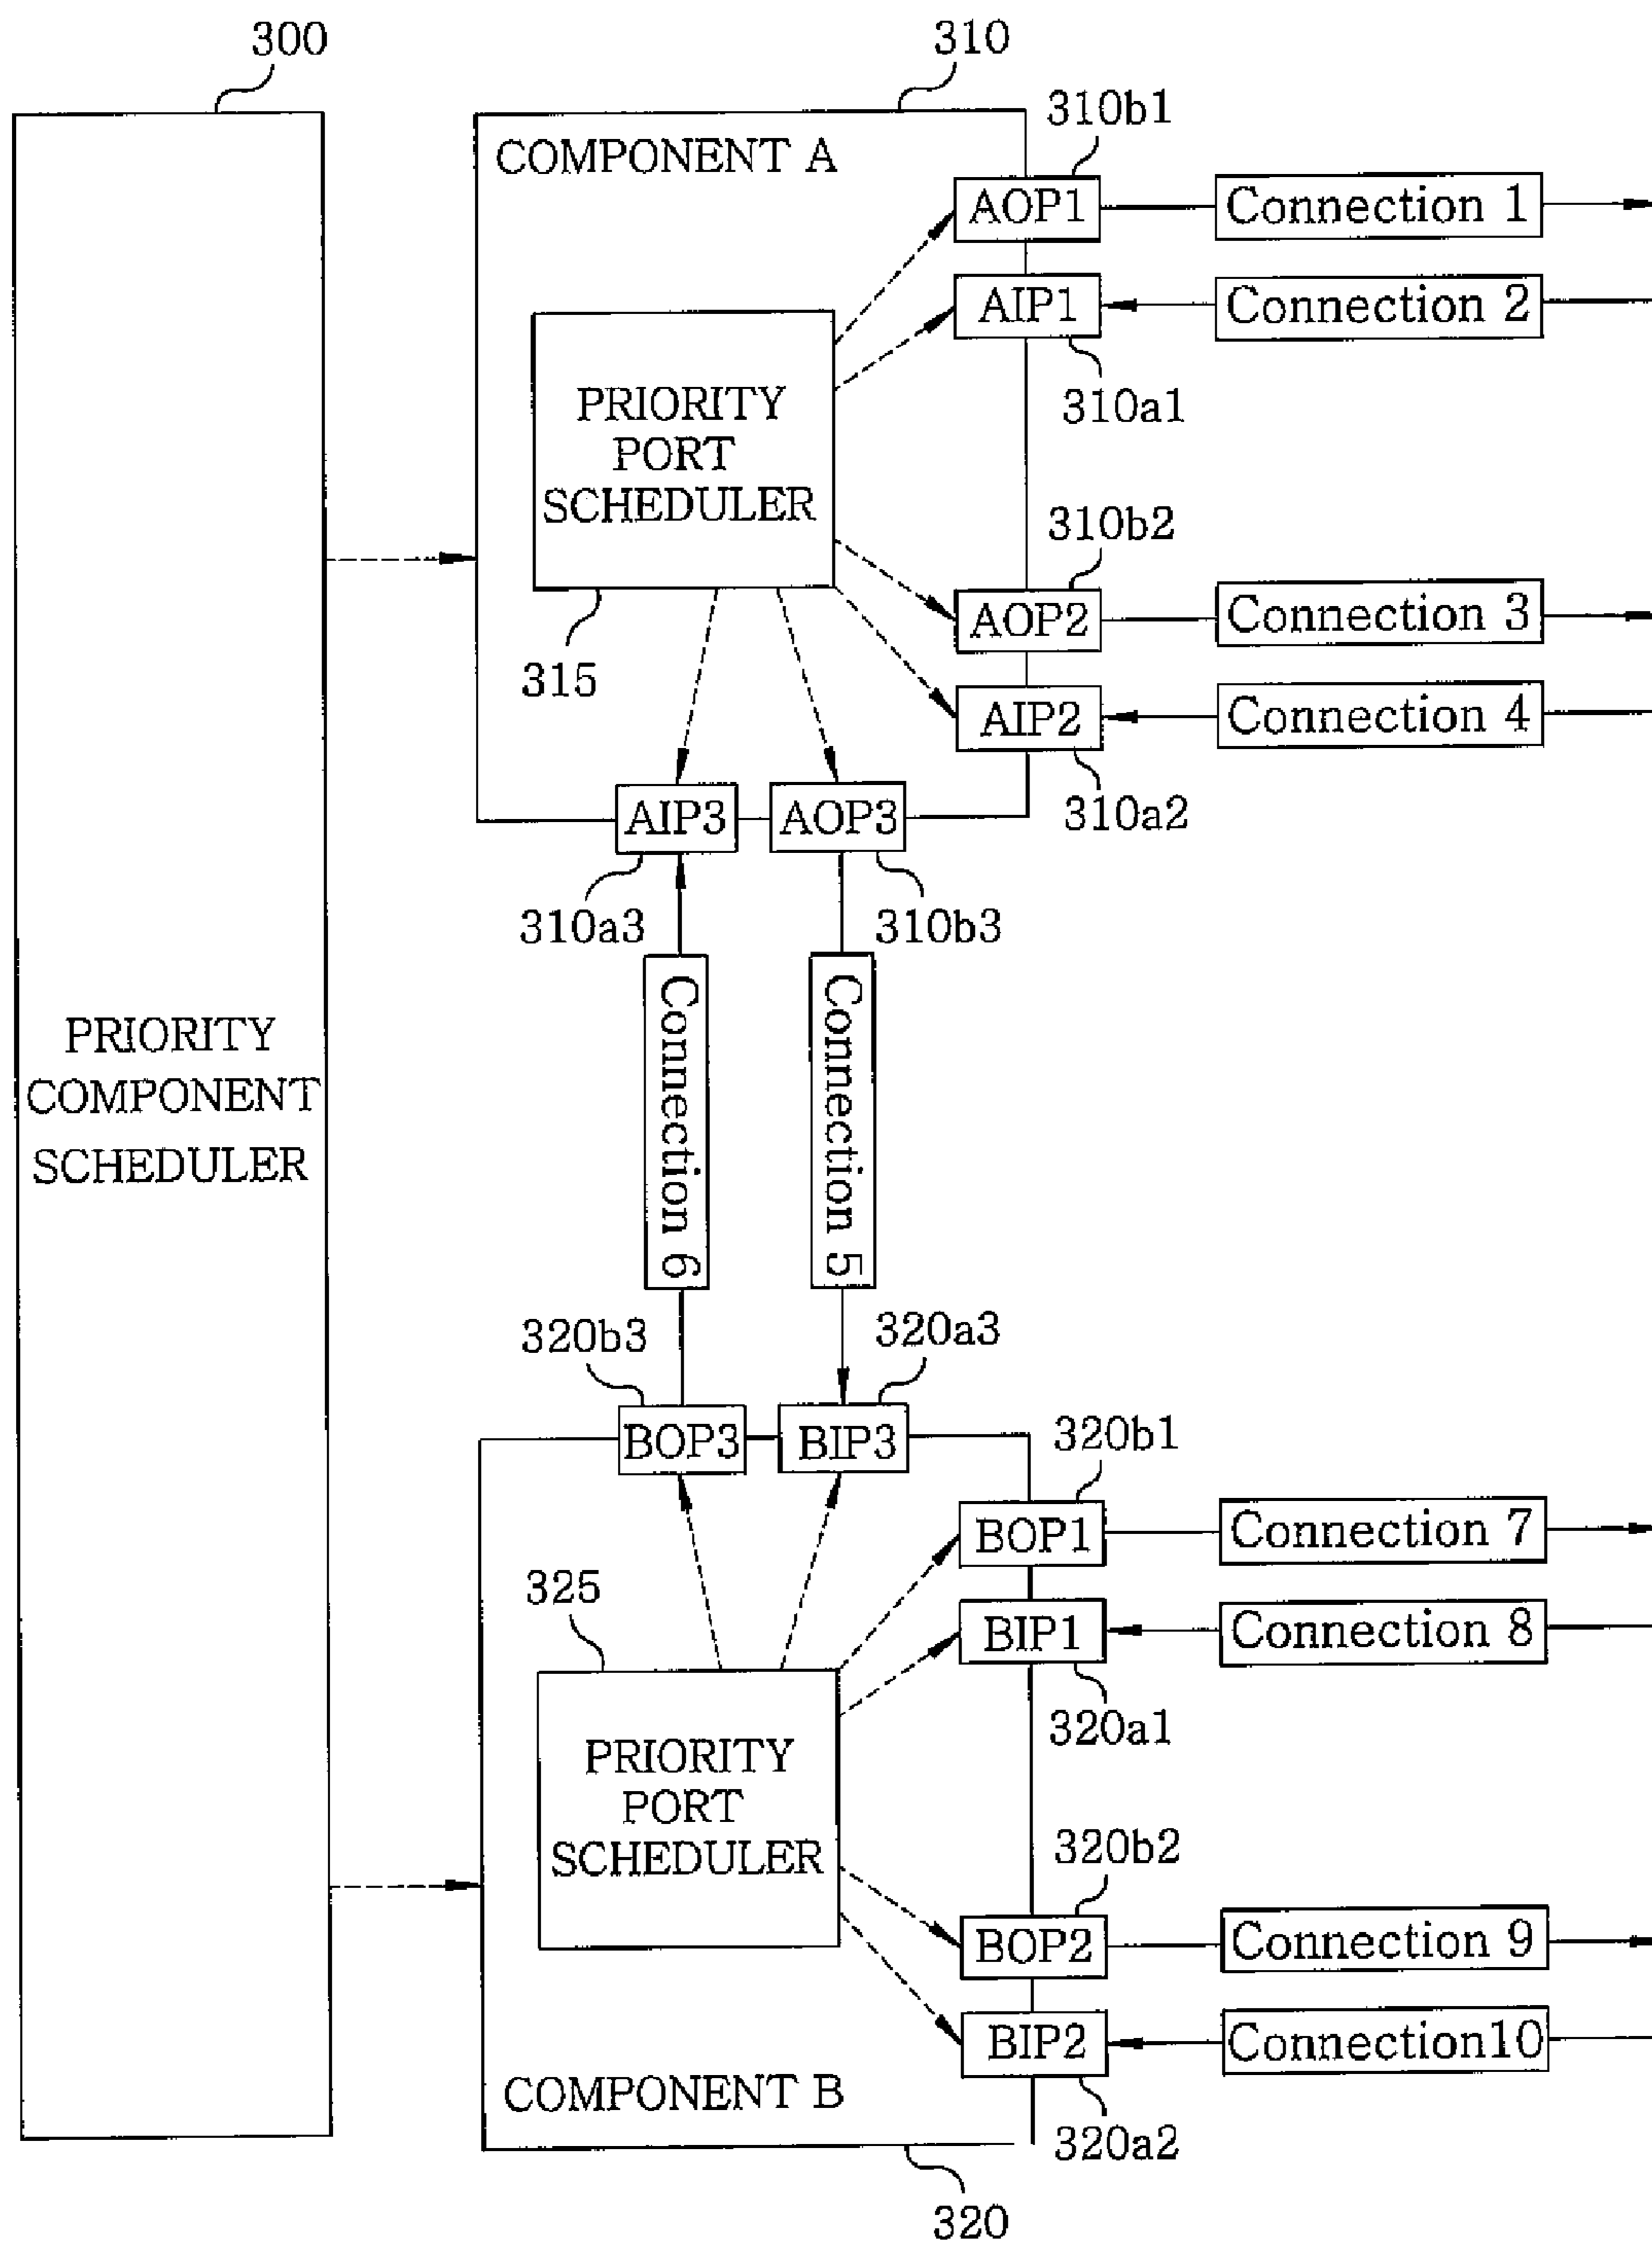 300
310
COMPONENT A
310b1
AOP1
Connection 1
AIP1
Connection 2
310a1
PRIORITY
PORT
SCHEDULER
315
310b2
AOP2
Connection 3
AIP2
Connection 4
310a2
AIP3
AOP3
310a3
310b3
Connection 6
Connection 5
PRIORITY
COMPONENT
SCHEDULER
320b3
320a3
BOP3
BIP3
320b1
BOP1
Connection 7
BIP1
Connection 8
320a1
325
PRIORITY
PORT
SCHEDULER
320b2
BOP2
Connection 9
BIP2
Connection10
320a2
COMPONENT B
320